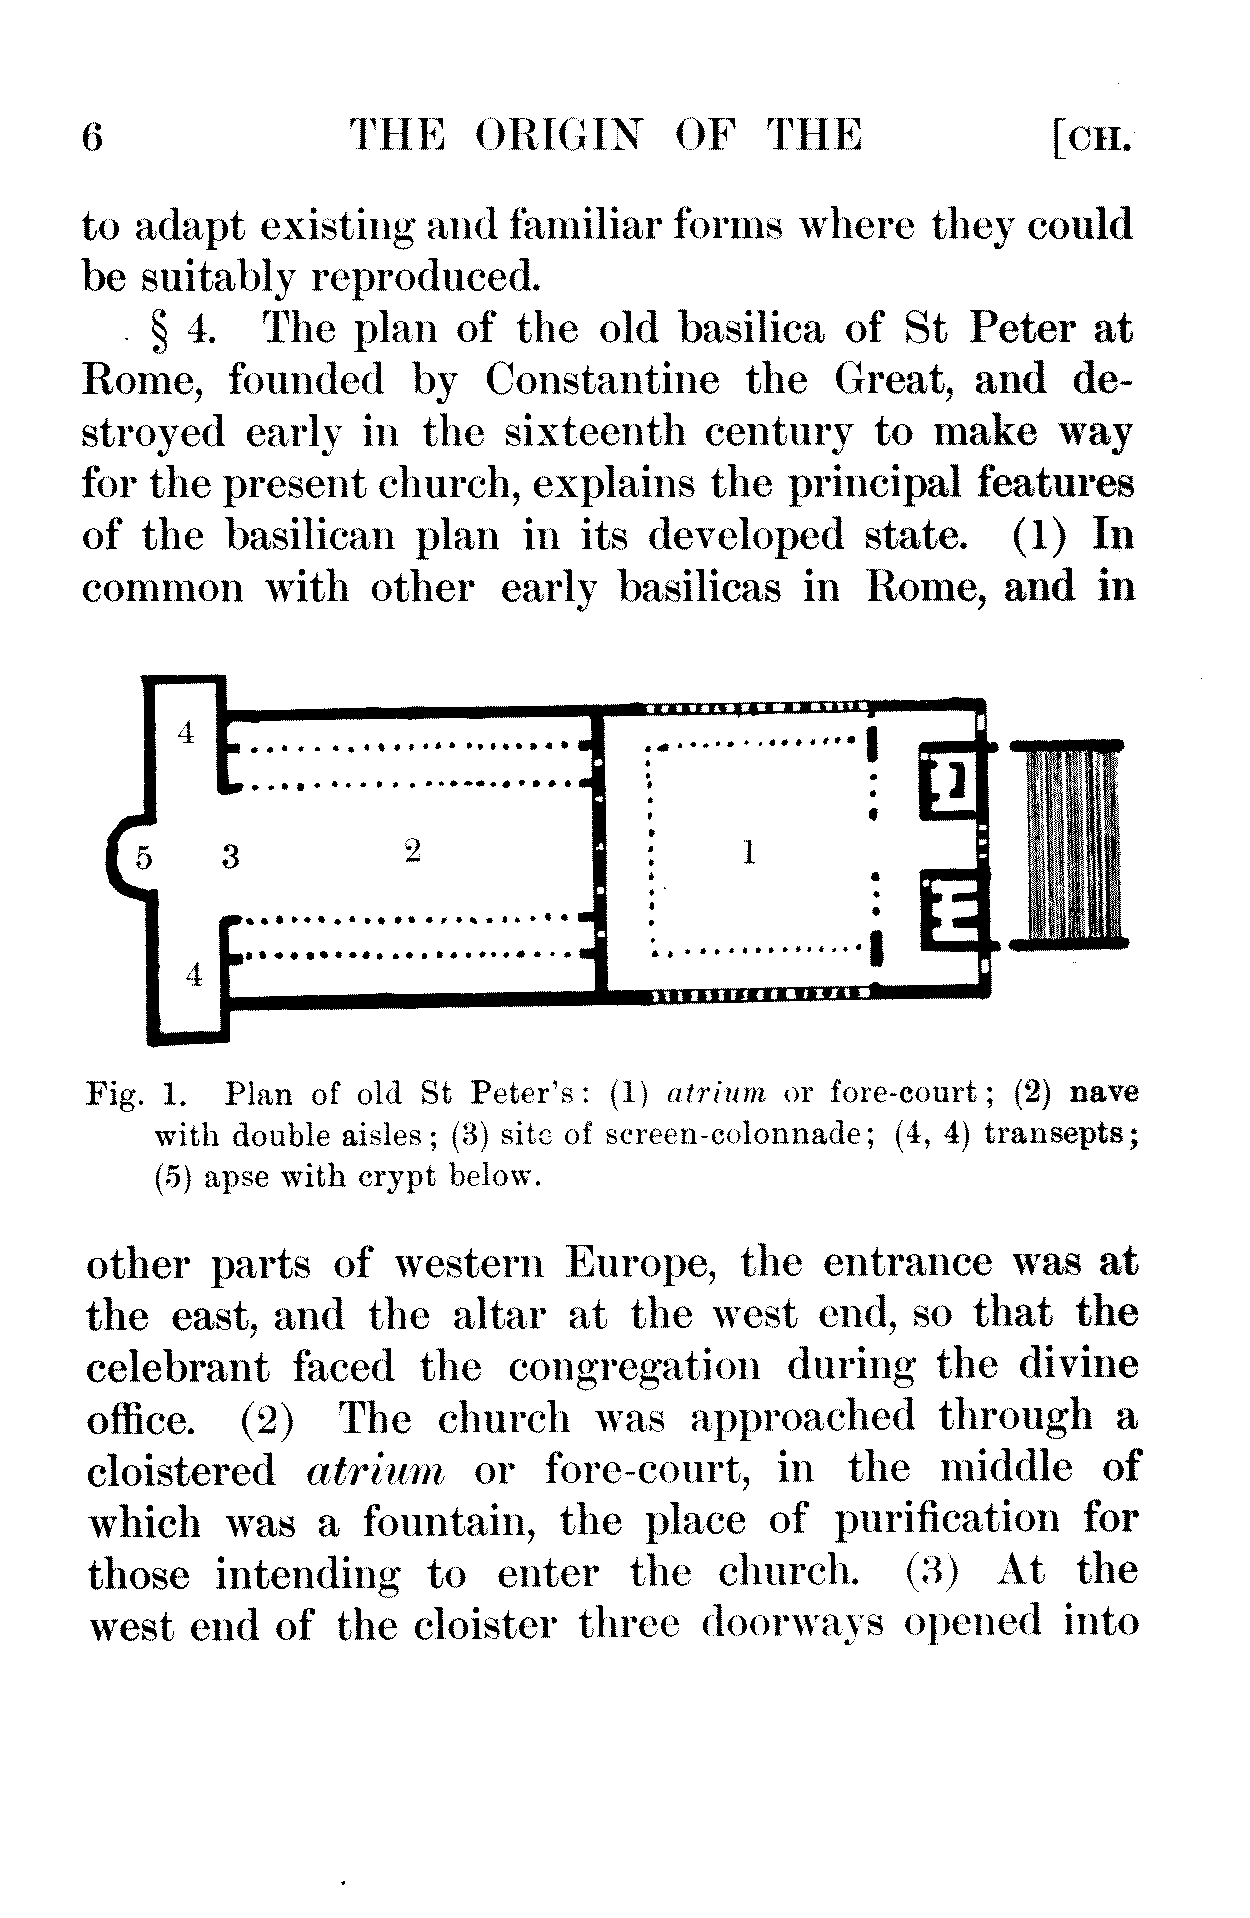 6 THE ORIGIN OF THE [CH.
to adapt existing and familiar forms where they could
be suitably reproduced.
§ 4. The plan of the old basilica of St Peter at
Rome, founded by Constantine the Great, and de-
stroyed early in the sixteenth century to make way
for the present church, explains the principal features
of the basilican plan in its developed state. (1) In
common with other early basilicas in Rome, and in
4
5 3 2 1
4
Fig. 1. Plan of old St Peter's: (1) atrium or fore-court; (2) nave
with double aisles; (3) site of screen-colonnade; (4, 4) transepts;
(5) apse with crypt below.
other parts of western Europe, the entrance was at
the east, and the altar at the west end, so that the
celebrant faced the congregation during the divine
office. (2) The church was approached through a
cloistered atrium or fore-court, in the middle of
which was a fountain, the place of purification for
those intending to enter the church. (3) At the
west end of the cloister three doorways opened into